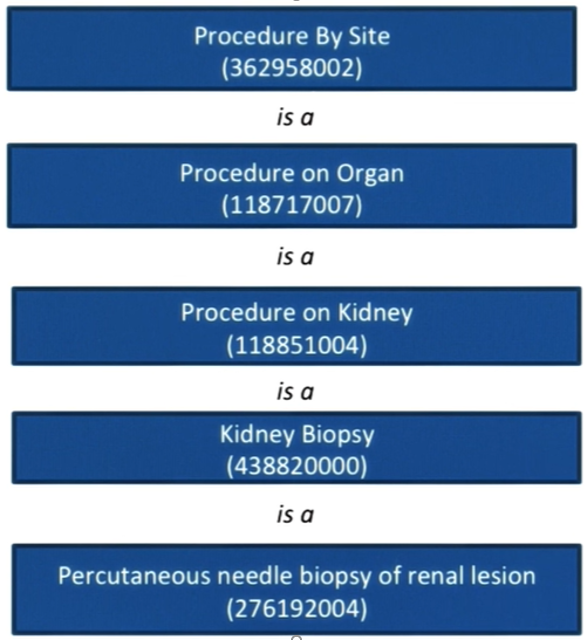 Procedure By Site
(362958002)
is a
Procedure on Organ
(118717007)
is a
Procedure on Kidney
(118851004)
is a
Kidney Biopsy
(438820000)
is a
Percutaneous needle biopsy of renal lesion
(276192004)